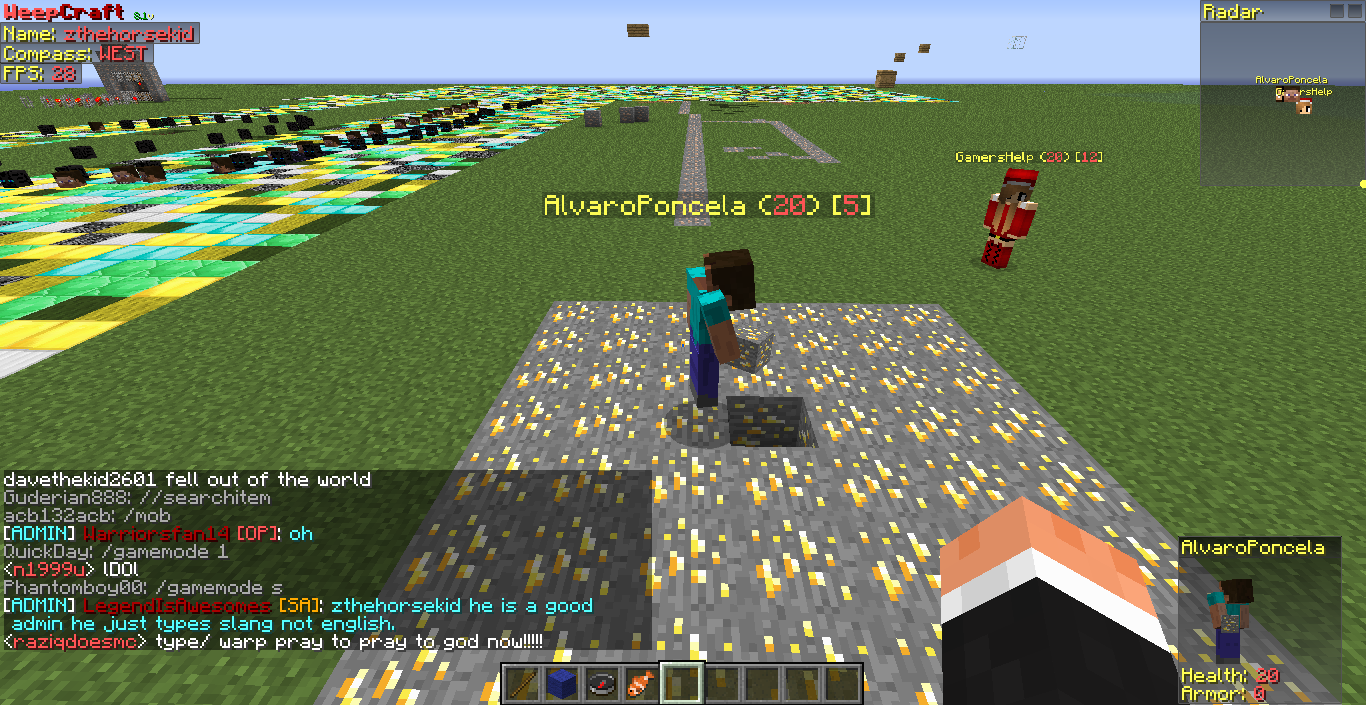 WeepCraft 8.1v
Name: zthehorsekid
Compass: WEST
FPS: 28
Radar
AlvaroPoncela
GamersHelp
GamersHelp (20) [12]
AlvaroPoncela (20) [5]
davethekid2601 fell out of the world
Guderian888: //searchitem
acb132acb: /mob
[ADMIN] Warriorsfan14 [OP]: oh
QuickDay: /gamemode 1
<n1999u> lDOl
Phantomboy00: /gamemode s
[ADMIN] LegendIsAwesomes [SA]: zthehorsekid he is a good
admin he just types slang not english.
<raziqdoesmc> type/ warp pray to pray to god now!!!!!
AlvaroPoncela
Health: 20
Armor: 0